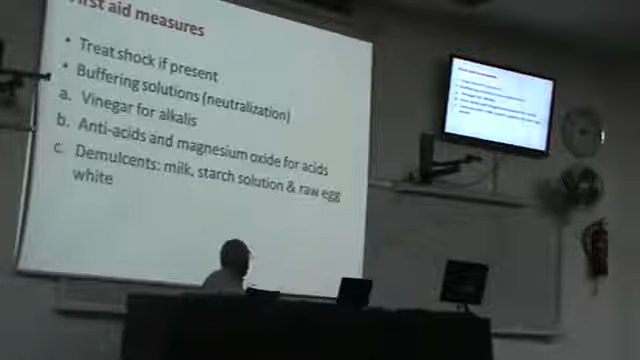 First aid measures
• Treat shock if present
• Buffering solutions (neutralization)
a. Vinegar for alkalis
b. Anti-acids and magnesium oxide for acids
c. Demulcents: milk, starch solution & raw egg
white